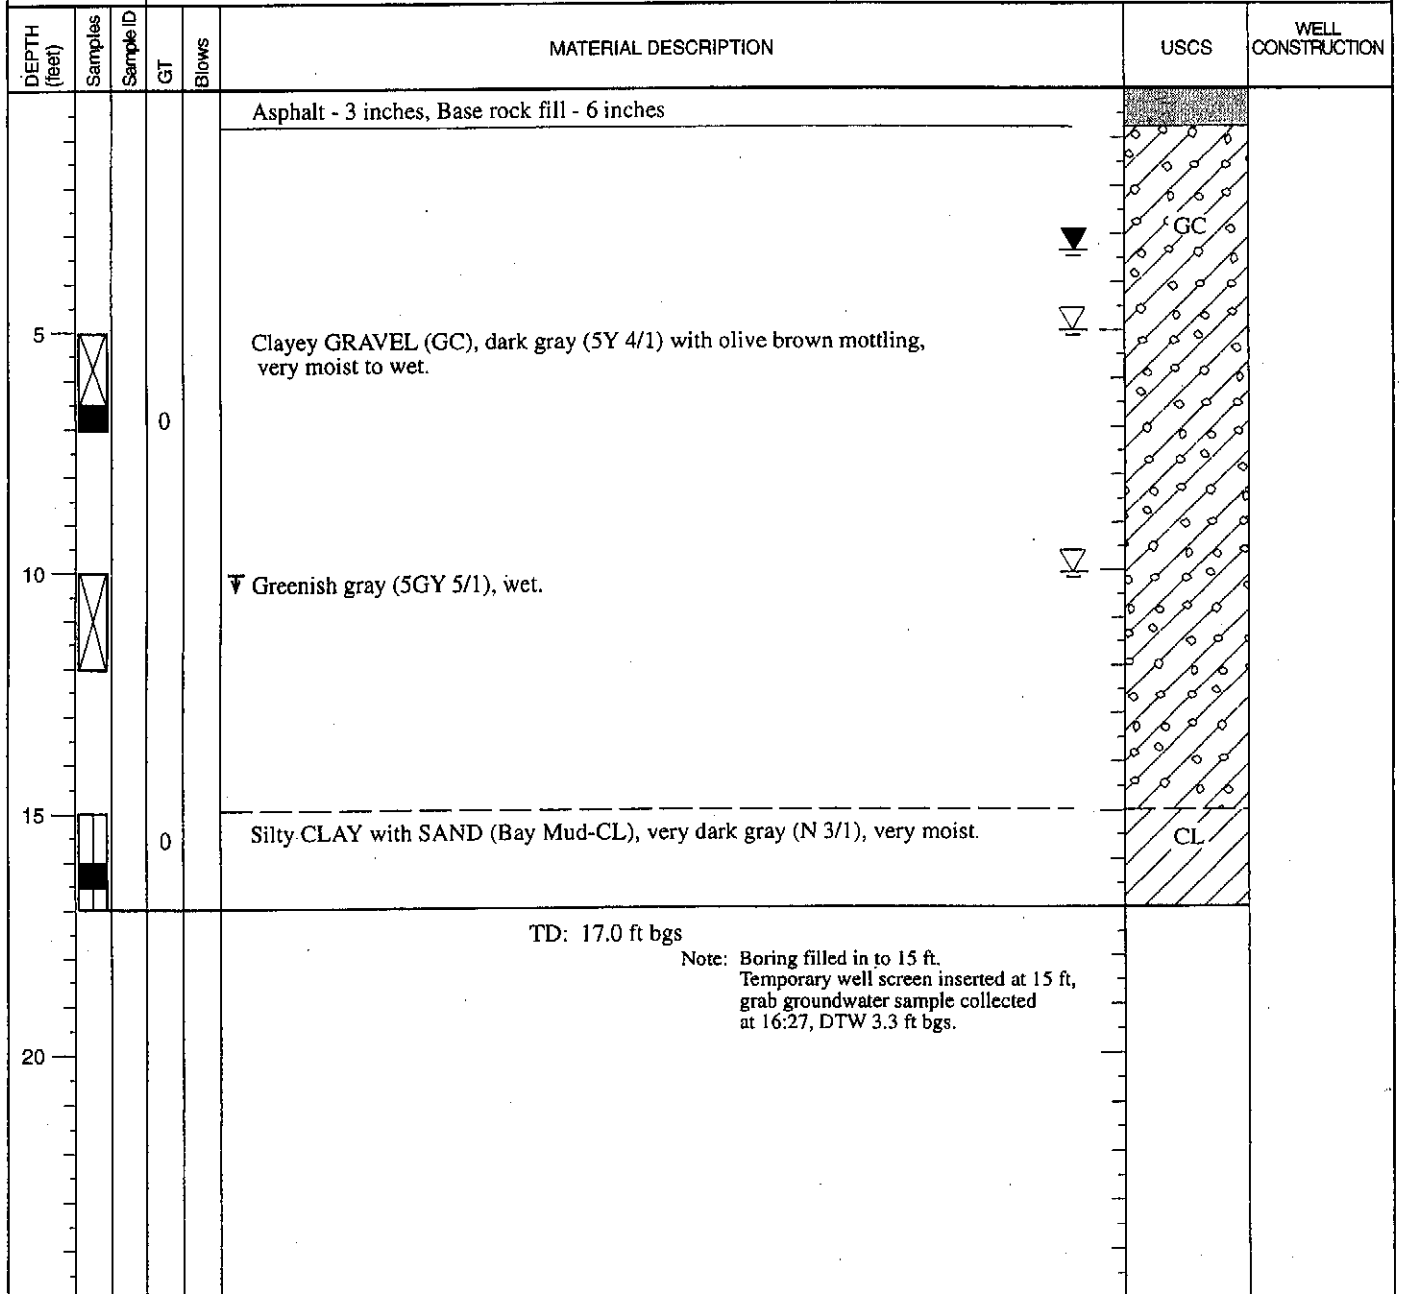 DEPTH
(feet)
Samples
Sample ID
GT
Blows
MATERIAL DESCRIPTION
USCS
WELL
CONSTRUCTION
Asphalt - 3 inches, Base rock fill - 6 inches
GC
5
Clayey GRAVEL (GC), dark gray (5Y 4/1) with olive brown mottling,
very moist to wet.
0
10
Greenish gray (5GY 5/1), wet.
15
0
Silty CLAY with SAND (Bay Mud-CL), very dark gray (N 3/1), very moist.
CL
TD: 17.0 ft bgs
Note: Boring filled in to 15 ft.
Temporary well screen inserted at 15 ft,
grab groundwater sample collected
at 16:27, DTW 3.3 ft bgs.
20